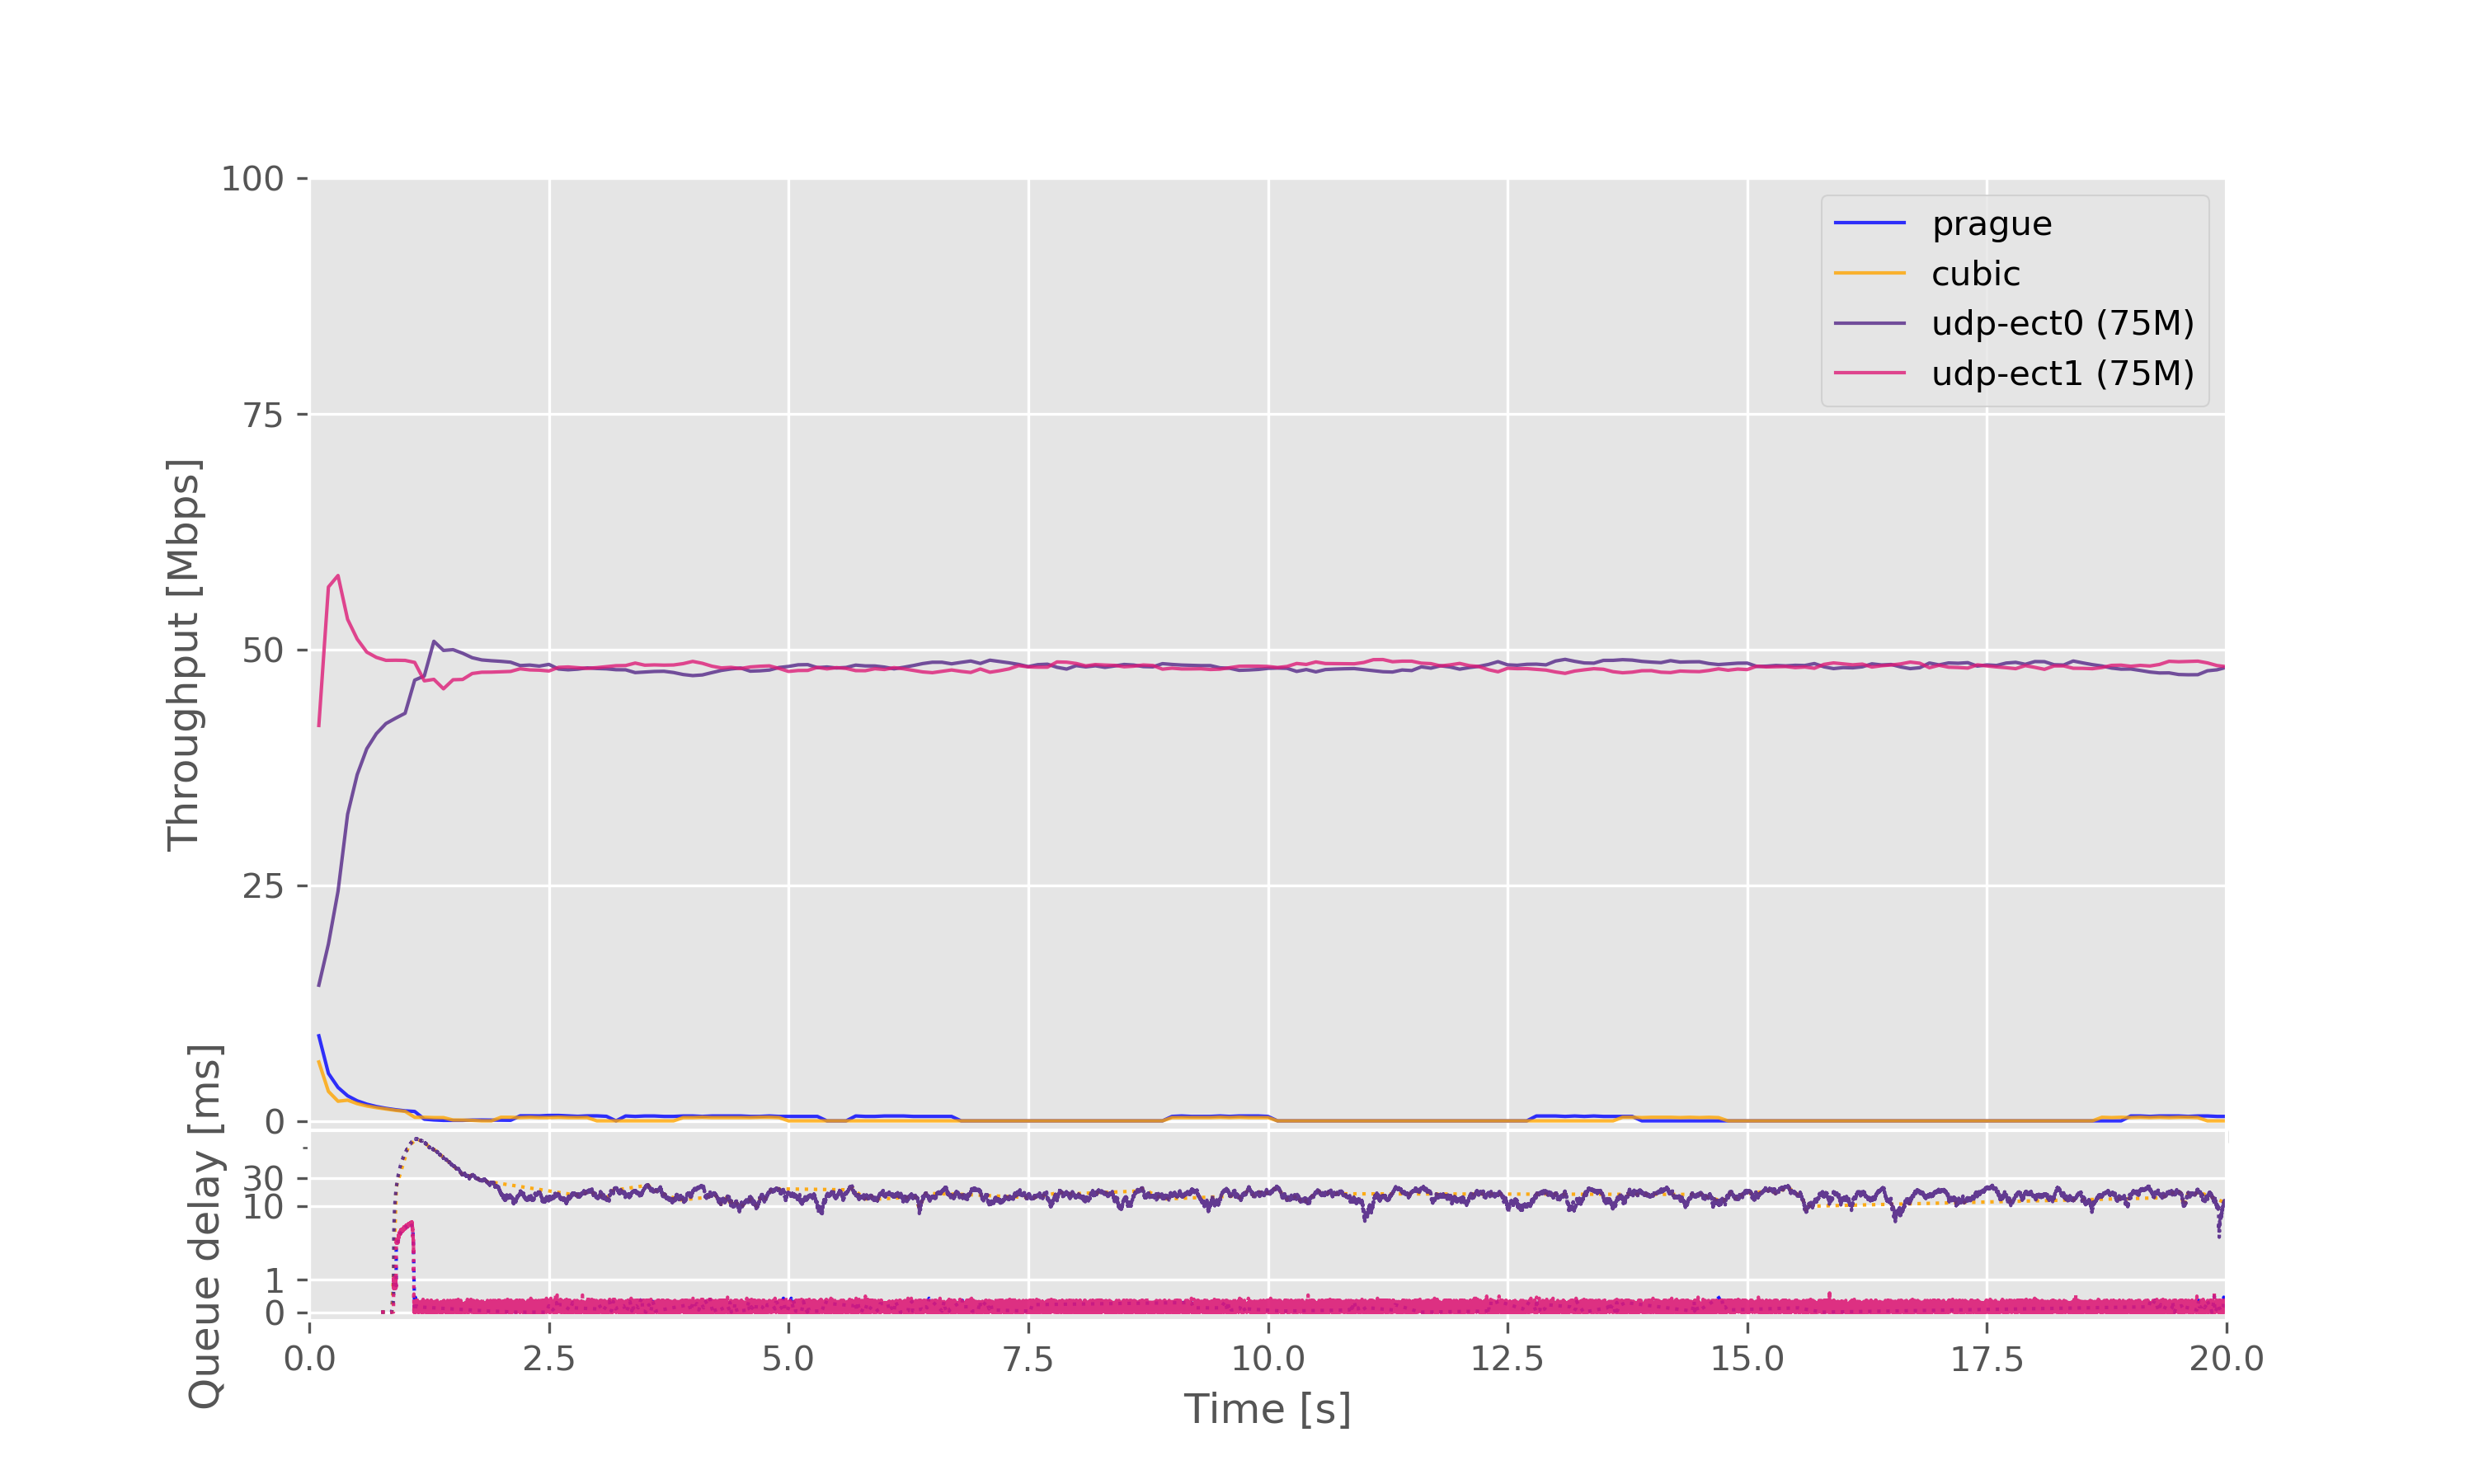 100
75
50
25
0
Throughput [Mbps]
prague
cubic
udp-ect0 (75M)
udp-ect1 (75M)
30
10
1
0
Queue delay [ms]
0.0 2.5 5.0 7.5 10.0 12.5 15.0 17.5 20.0
Time [s]